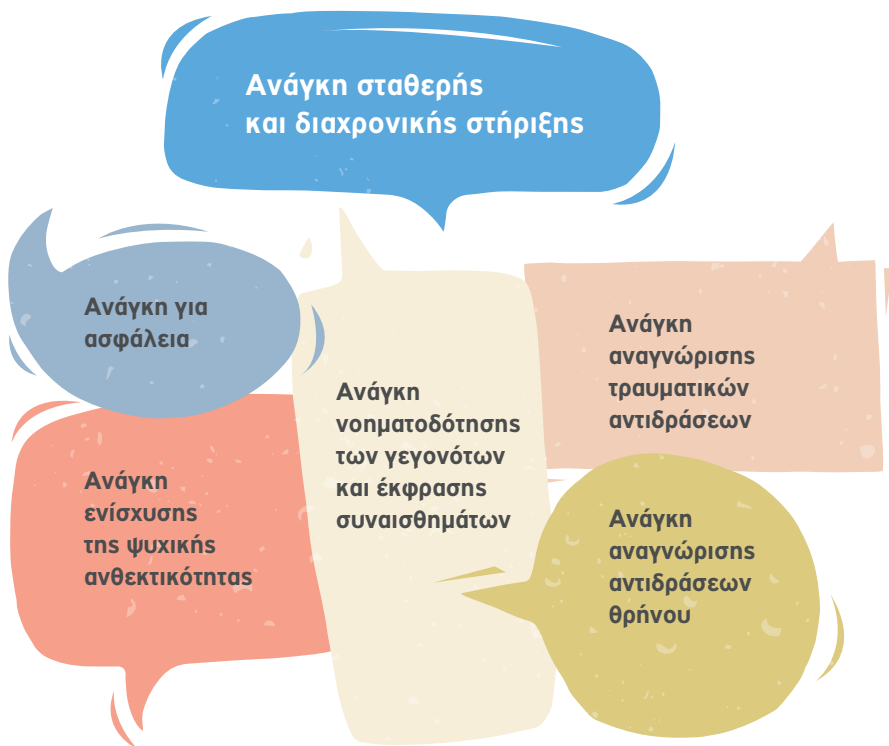 Ανάγκη σταθερής
και διαχρονικής στήριξης
Ανάγκη για
ασφάλεια
Ανάγκη
ενίσχυσης
της ψυχικής
ανθεκτικότητας
Ανάγκη
νοηματοδότησης
των γεγονότων
και έκφρασης
συναισθημάτων
Ανάγκη
αναγνώρισης
τραυματικών
αντιδράσεων
Ανάγκη
αναγνώρισης
αντιδράσεων
θρήνου